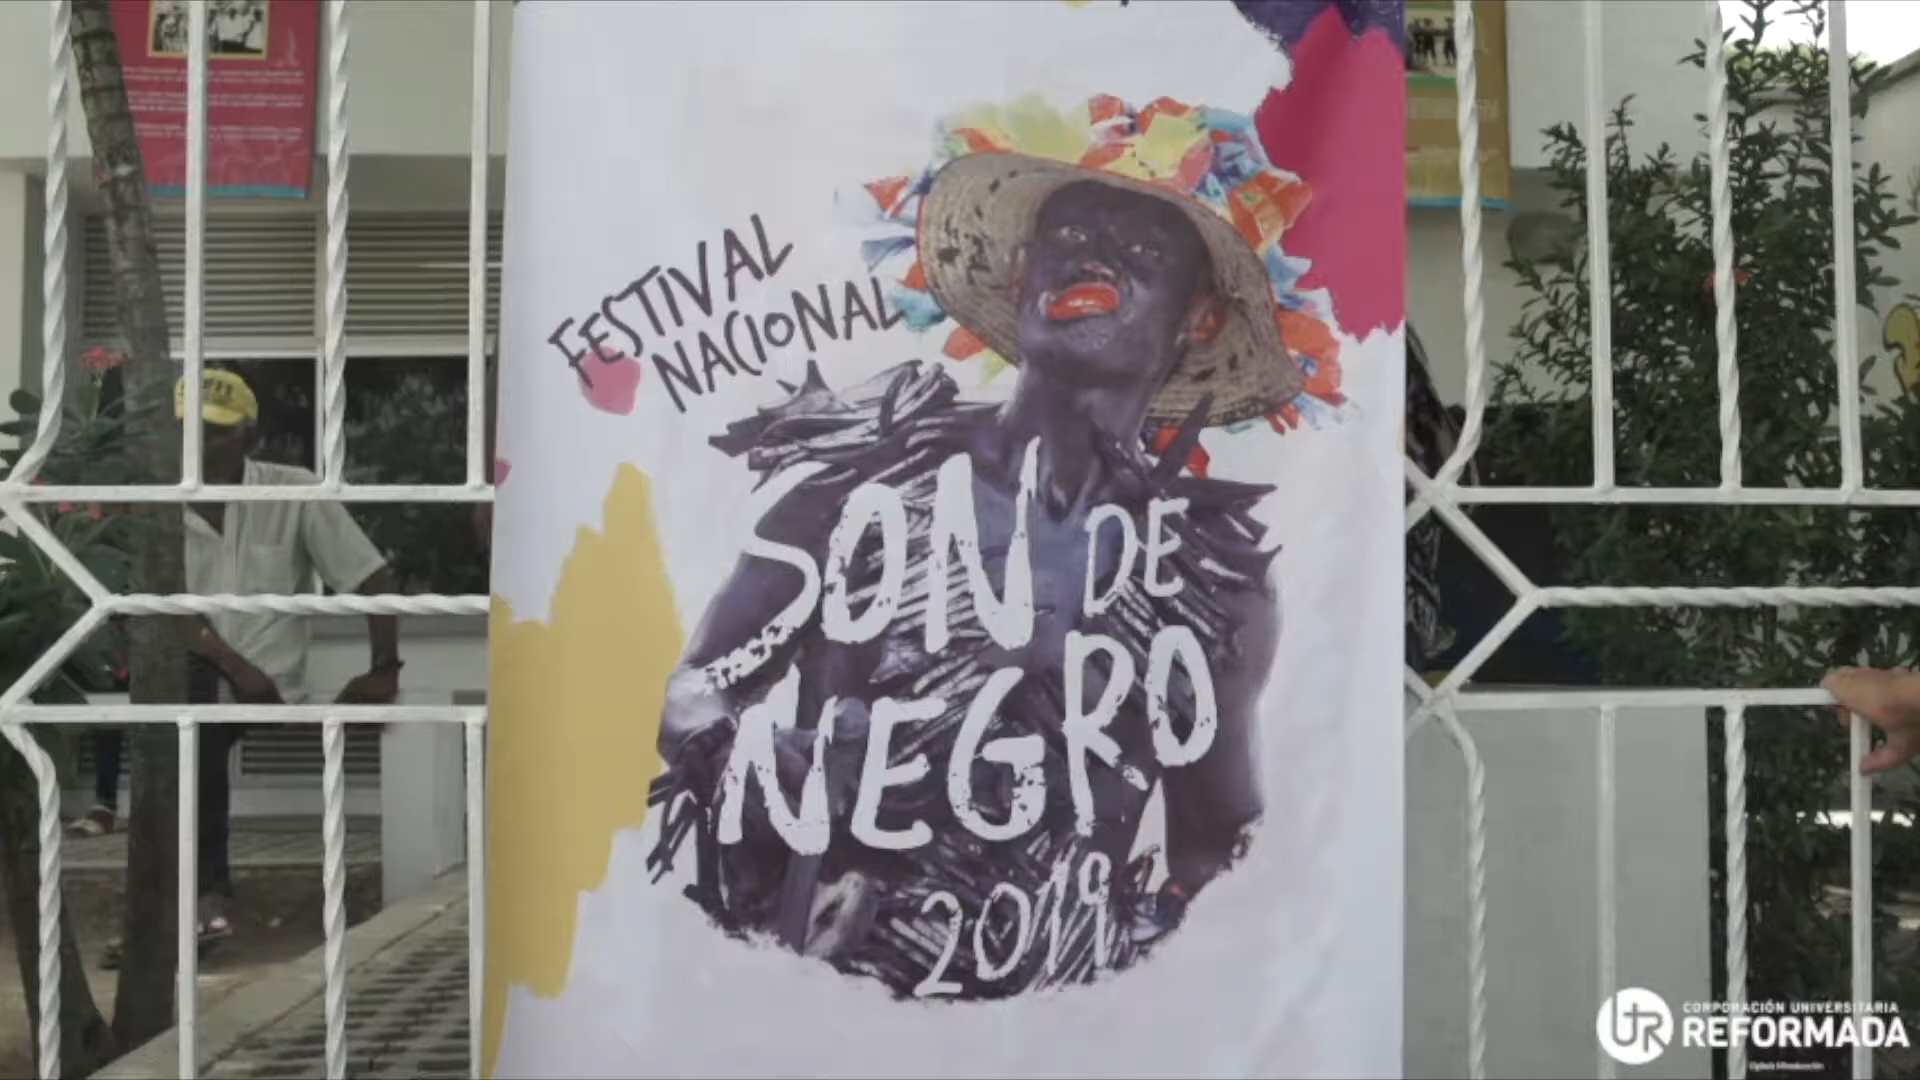 FESTIVAL
NACIONAL
SON DE
NEGRO
2019
CORPORACIÓN UNIVERSITARIA
REFORMADA